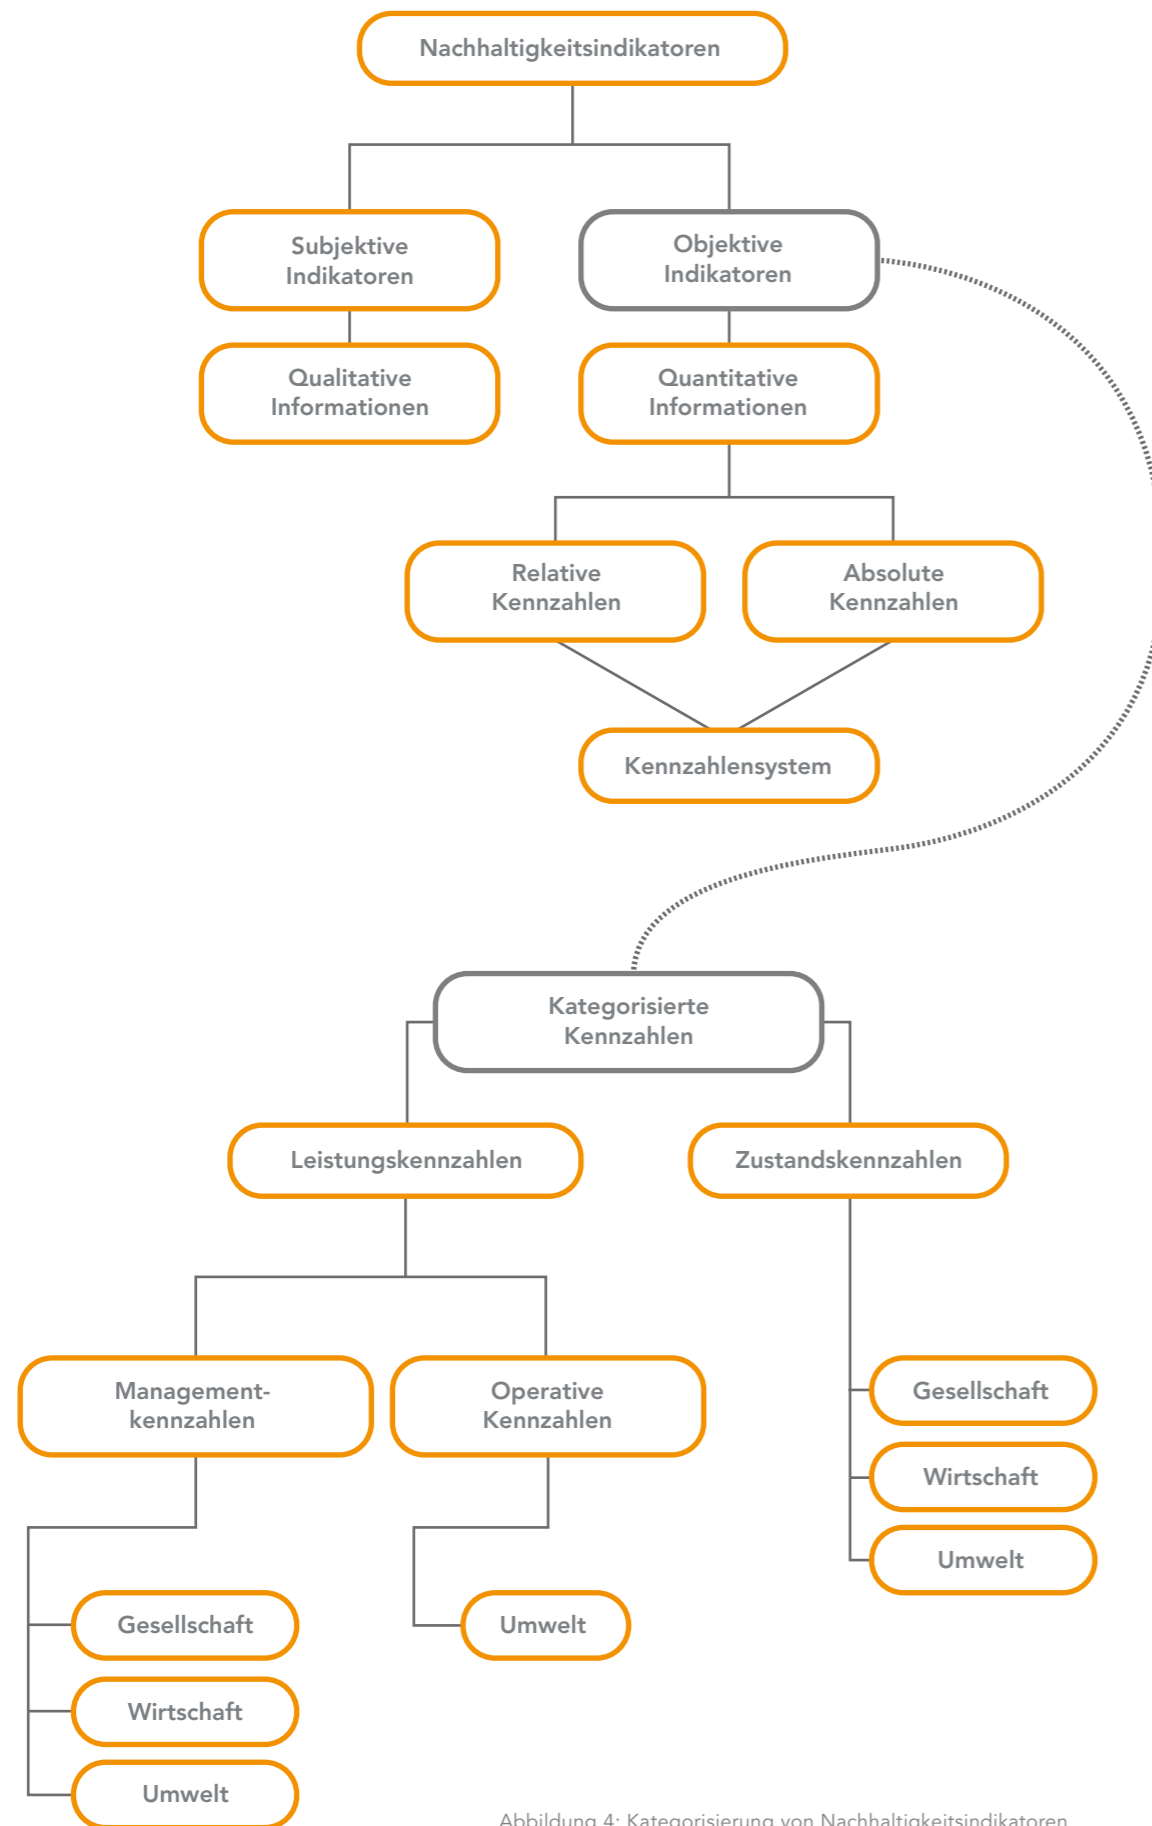 Nachhaltigkeitsindikatoren
Subjektive
Indikatoren
Objektive
Indikatoren
Qualitative
Informationen
Quantitative
Informationen
Relative
Kennzahlen
Absolute
Kennzahlen
Kennzahlensystem
Kategorisierte
Kennzahlen
Leistungskennzahlen
Zustandskennzahlen
Management-
kennzahlen
Operative
Kennzahlen
Gesellschaft
Wirtschaft
Umwelt
Gesellschaft
Wirtschaft
Umwelt
Umwelt
Abbildung 4: Kategorisierung von Nachhaltigkeitsindikatoren